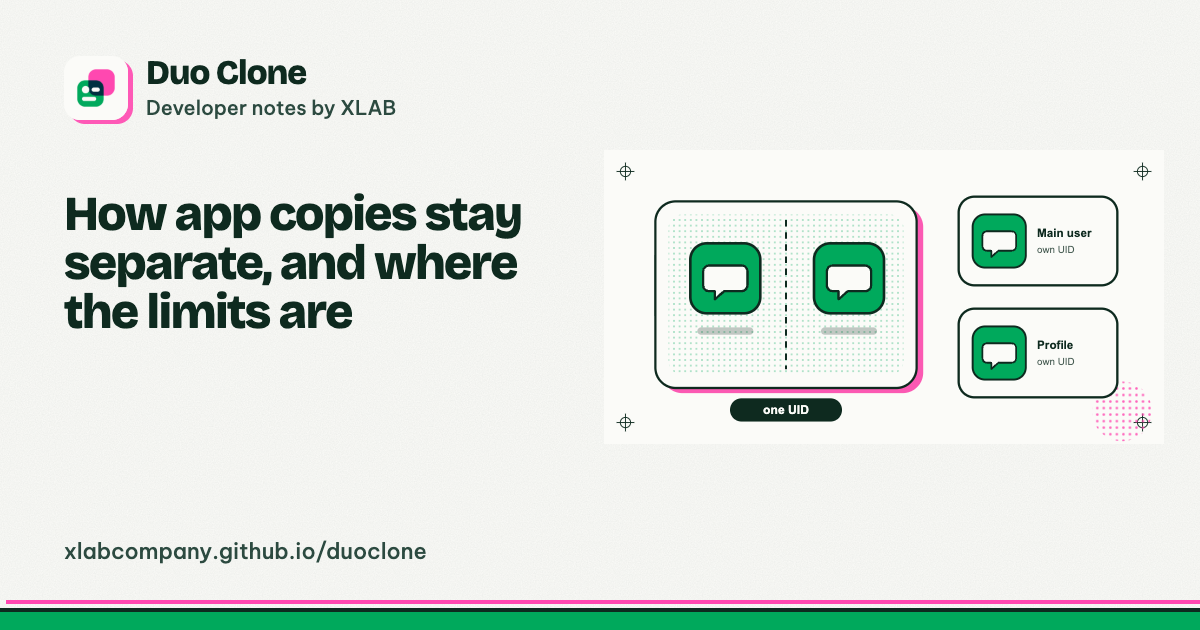 Duo Clone
Developer notes by XLAB
How app copies stay
separate, and where
the limits are
one UID
Main user
own UID
Profile
own UID
xlabcompany.github.io/duoclone